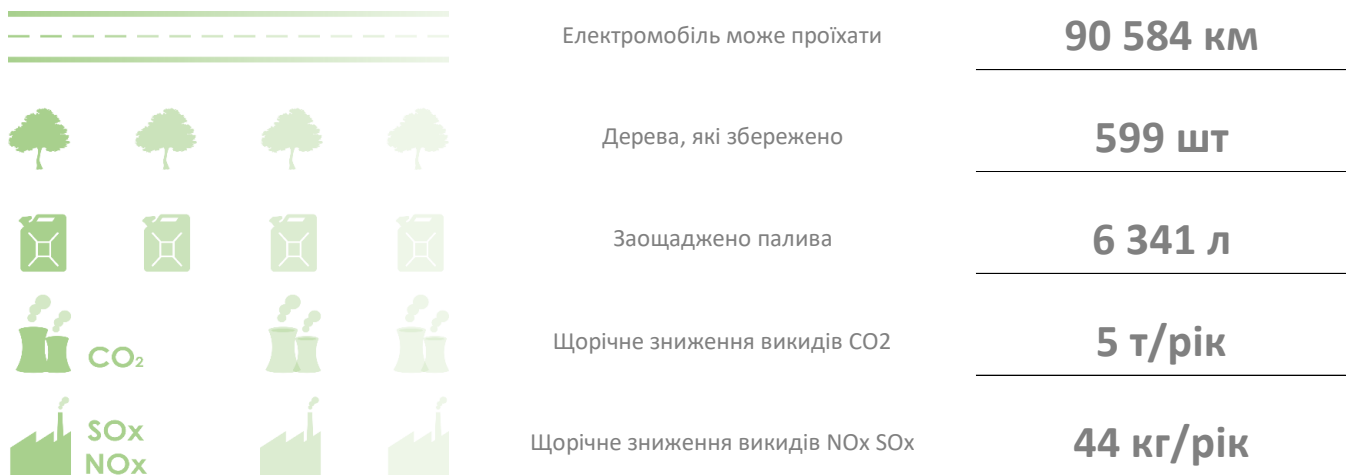 Електромобіль може проїхати 90 584 км
Дерева, які збережено 599 шт
Заощаджено палива 6 341 л
CO₂ Щорічне зниження викидів CO2 5 т/рік
SOx
NOx Щорічне зниження викидів NOx SOx 44 кг/рік